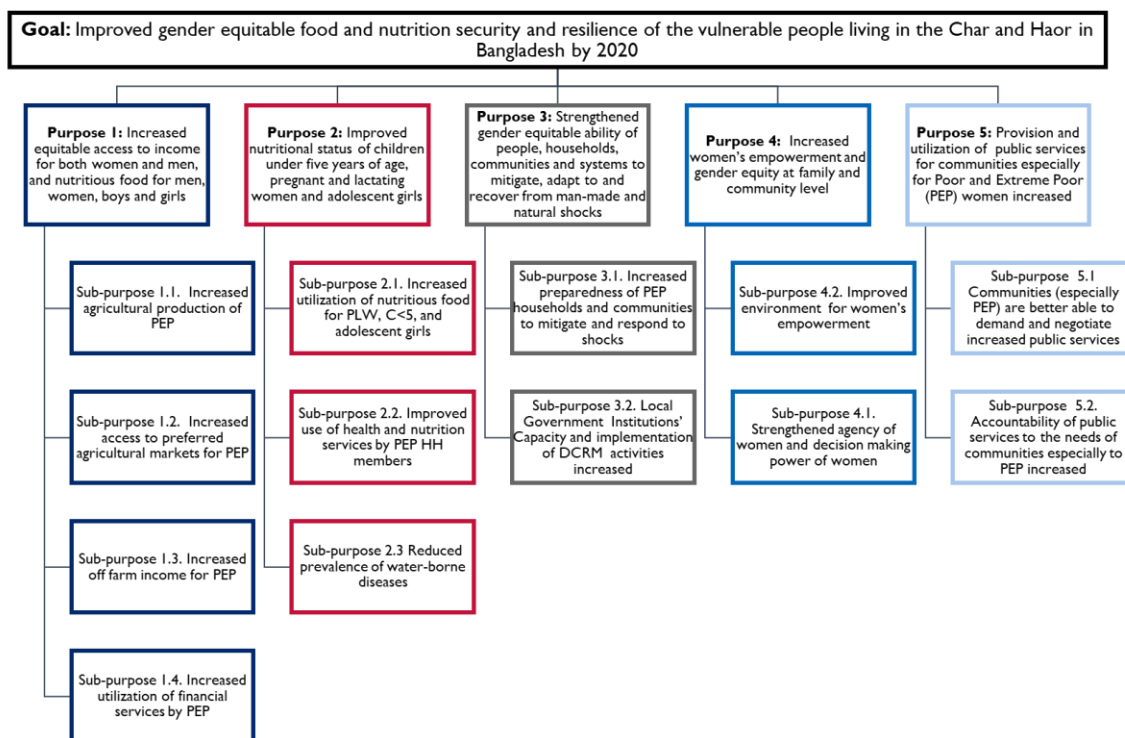 Goal: Improved gender equitable food and nutrition security and resilience of the vulnerable people living in the Char and Haor in
Bangladesh by 2020
Purpose 1: Increased
equitable access to income
for both women and men,
and nutritious food for men,
women, boys and girls
Purpose 2: Improved
nutritional status of children
under five years of age,
pregnant and lactating
women and adolescent girls
Purpose 3: Strengthened
gender equitable ability of
people, households,
communities and systems to
mitigate, adapt to and
recover from man-made and
natural shocks
Purpose 4: Increased
women's empowerment and
gender equity at family and
community level
Purpose 5: Provision and
utilization of public services
for communities especially
for Poor and Extreme Poor
(PEP) women increased
Sub-purpose 1.1. Increased
agricultural production of
PEP
Sub-purpose 2.1. Increased
utilization of nutritious food
for PLW, C<5, and
adolescent girls
Sub-purpose 3.1. Increased
preparedness of PEP
households and communities
to mitigate and respond to
shocks
Sub-purpose 4.2. Improved
environment for women's
empowerment
Sub-purpose 5.1
Communities (especially
PEP) are better able to
demand and negotiate
increased public services
Sub-purpose 1.2. Increased
access to preferred
agricultural markets for PEP
Sub-purpose 2.2. Improved
use of health and nutrition
services by PEP HH
members
Sub-purpose 3.2. Local
Government Institutions'
Capacity and implementation
of DCRM activities
increased
Sub-purpose 4.1.
Strengthened agency of
women and decision making
power of women
Sub-purpose 5.2.
Accountability of public
services to the needs of
communities especially to
PEP increased
Sub-purpose 1.3. Increased
off farm income for PEP
Sub-purpose 2.3 Reduced
prevalence of water-borne
diseases
Sub-purpose 1.4. Increased
utilization of financial
services by PEP